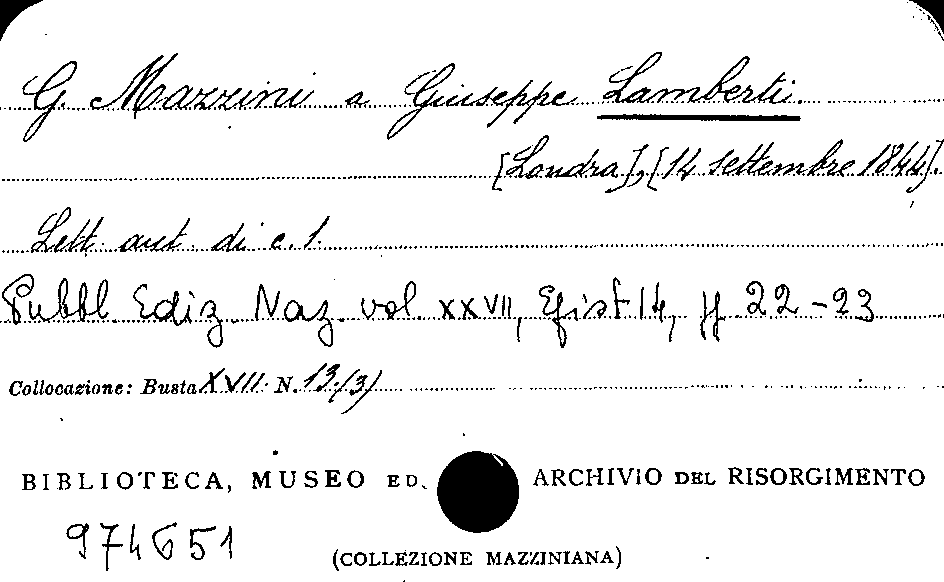 G. Mazzini a Giuseppe Lamberti.
[Londra], [14 settembre 1844].
Lett. aut. di c. 1.
Pubbl. Ediz. Naz. vol. XXVII, Epist 14, pp. 22-23
Collocazione: Busta XVII. N. 13.(3)
BIBLIOTECA, MUSEO ED. ARCHIVIO DEL RISORGIMENTO
974651
(COLLEZIONE MAZZINIANA)